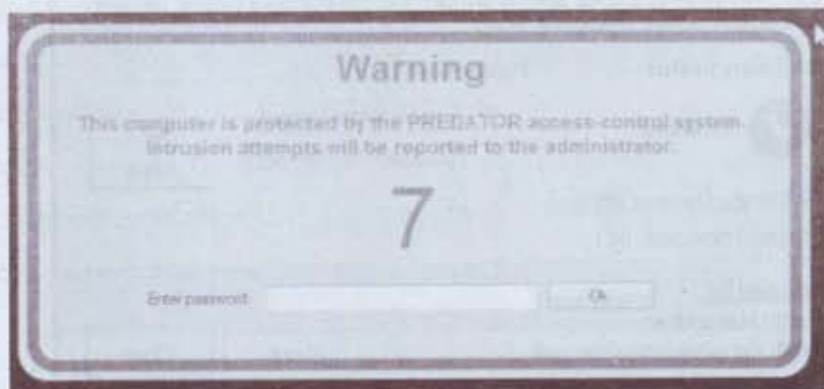 Warning
This computer is protected by the PREDATOR access-control system.
Intrusion attempts will be reported to the administrator.
7
Enter password:
Ok